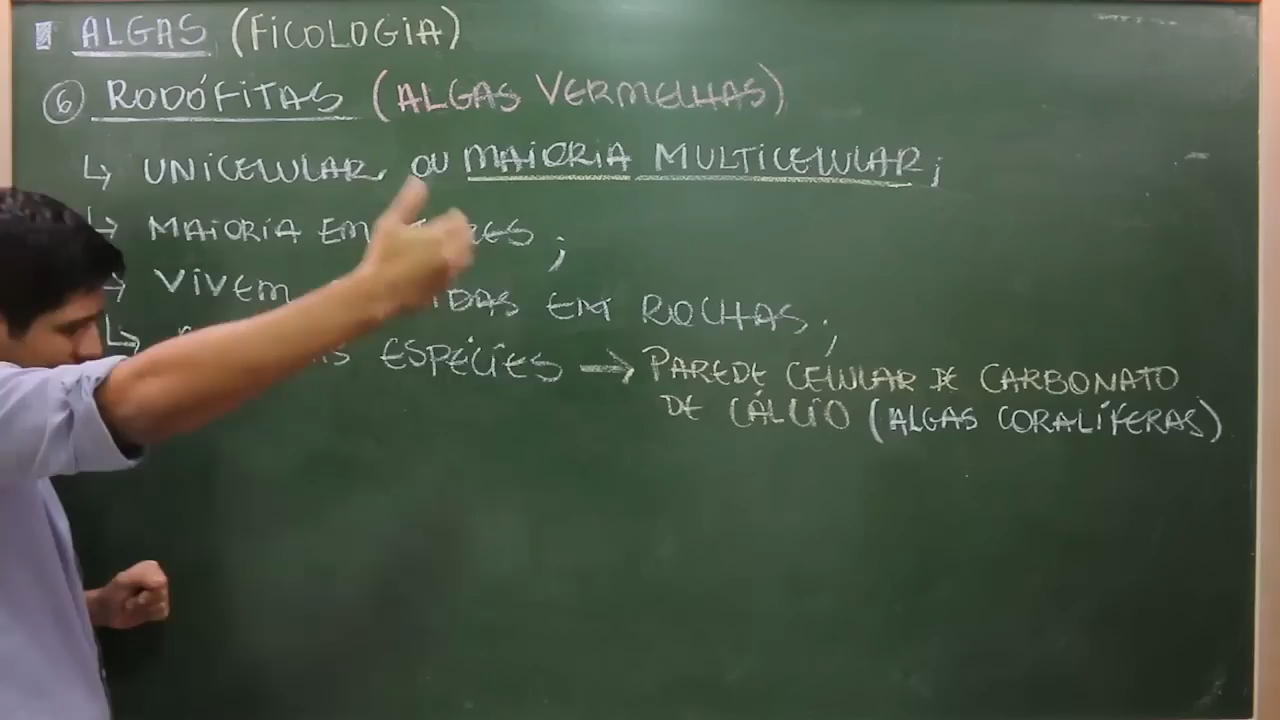 ALGAS (FICOLOGIA)
6 RODÓFITAS (ALGAS VERMELHAS)
↳ UNICELULAR OU MAIORIA MULTICELULAR;
↳ MAIORIA EM ;
VIVEM EM ROCHAS;
↳ ESPÉCIES → PAREDE CELULAR DE CARBONATO
DE CÁLCIO (ALGAS CORALÍFERAS)